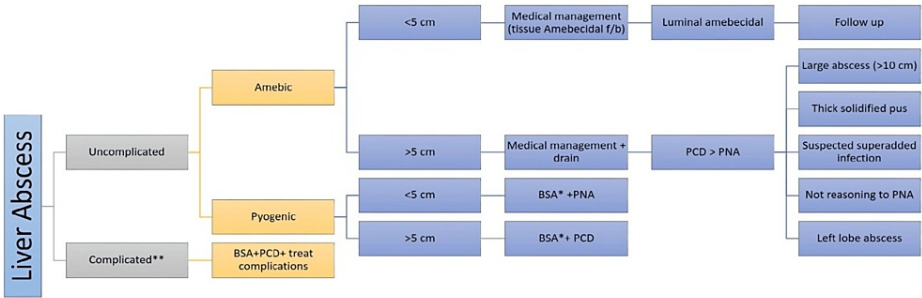 Liver Abscess
Uncomplicated
Complicated**
Amebic
Pyogenic
BSA+PCD+ treat
complications
<5 cm
Medical management
(tissue Amebecidal f/b)
Luminal amebecidal
Follow up
>5 cm
Medical management +
drain
PCD > PNA
Large abscess (>10 cm)
Thick solidified pus
Suspected superadded
infection
Not reasoning to PNA
Left lobe abscess
<5 cm
BSA* +PNA
>5 cm
BSA*+ PCD